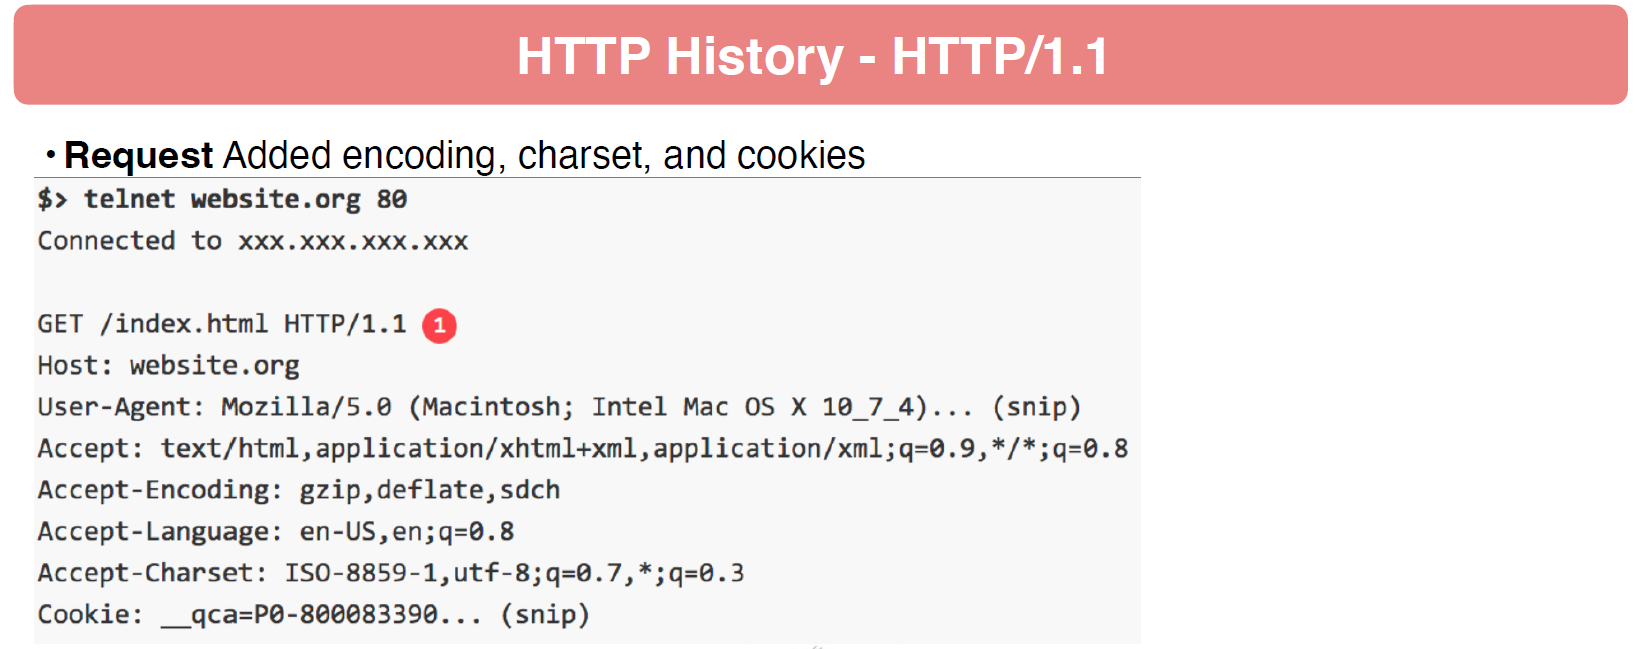 HTTP History - HTTP/1.1
• Request Added encoding, charset, and cookies
$> telnet website.org 80
Connected to xxx.xxx.xxx.xxx
GET /index.html HTTP/1.1 1
Host: website.org
User-Agent: Mozilla/5.0 (Macintosh; Intel Mac OS X 10_7_4)... (snip)
Accept: text/html,application/xhtml+xml,application/xml;q=0.9,*/*;q=0.8
Accept-Encoding: gzip,deflate,sdch
Accept-Language: en-US,en;q=0.8
Accept-Charset: ISO-8859-1,utf-8;q=0.7,*;q=0.3
Cookie: __qca=P0-800083390... (snip)